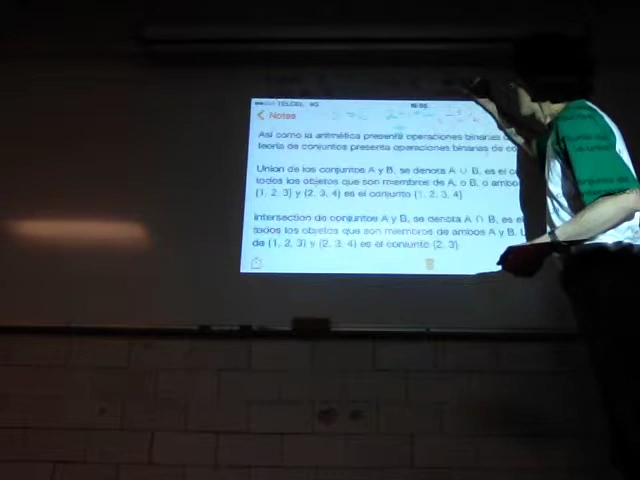 TELCEL 4G
Notas
Así como la aritmética presenta operaciones binarias
teoría de conjuntos presenta operaciones binarias de
Union de los conjuntos A y B, se denota A ∪ B, es el
todos los objetos que son miembros de A, o B, o ambo
{1, 2, 3} y {2, 3, 4} es el conjunto {1, 2, 3, 4}
Intersection de conjuntos A y B, se denota A ∩ B, es el
todos los objetos que son miembros de ambos A y B.
de {1, 2, 3} y {2, 3, 4} es el conjunto {2, 3}